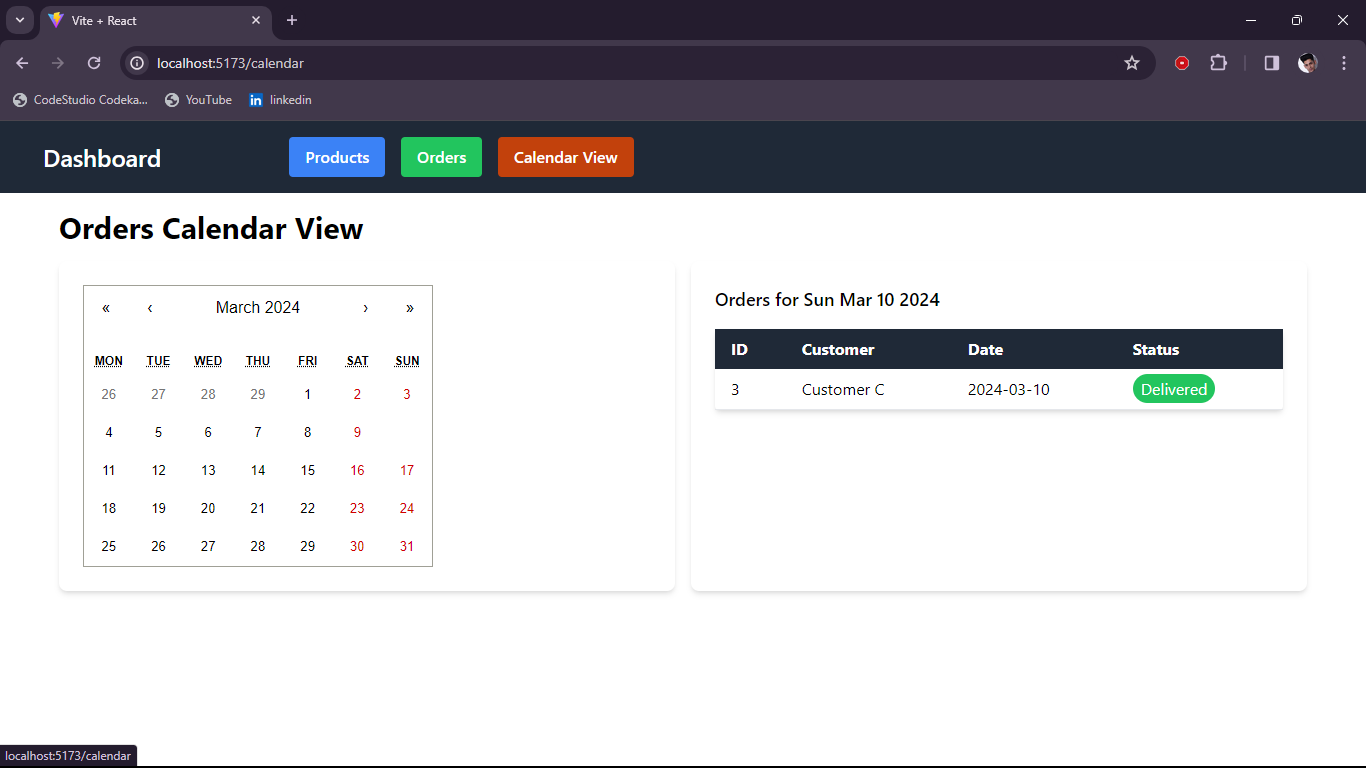 Vite + React
localhost:5173/calendar
CodeStudio Codeka... YouTube linkedin
Dashboard Products Orders Calendar View
Orders Calendar View
« ‹ March 2024 › »
MON TUE WED THU FRI SAT SUN
26 27 28 29 1 2 3
4 5 6 7 8 9
11 12 13 14 15 16 17
18 19 20 21 22 23 24
25 26 27 28 29 30 31
Orders for Sun Mar 10 2024
ID Customer Date Status
3 Customer C 2024-03-10 Delivered
localhost:5173/calendar